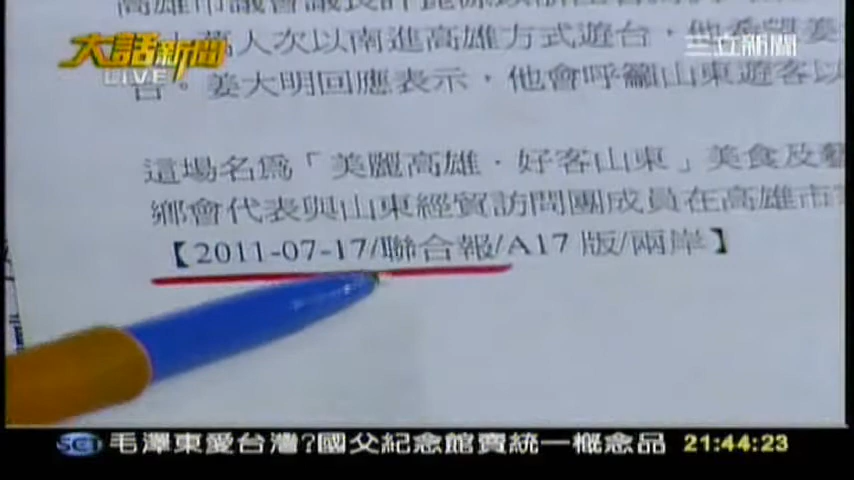 高雄市議會議長許崑源
大話新聞
LIVE
三立新聞
萬人次以南進高雄方式遊台，他希望姜
台。姜大明回應表示，他會呼籲山東遊客以
這場名為「美麗高雄．好客山東」美食及藝
鄉會代表與山東經貿訪問團成員在高雄市
【2011-07-17/聯合報/A17 版/兩岸】
SET 毛澤東愛台灣?國父紀念館賣統一概念品 21:44:23